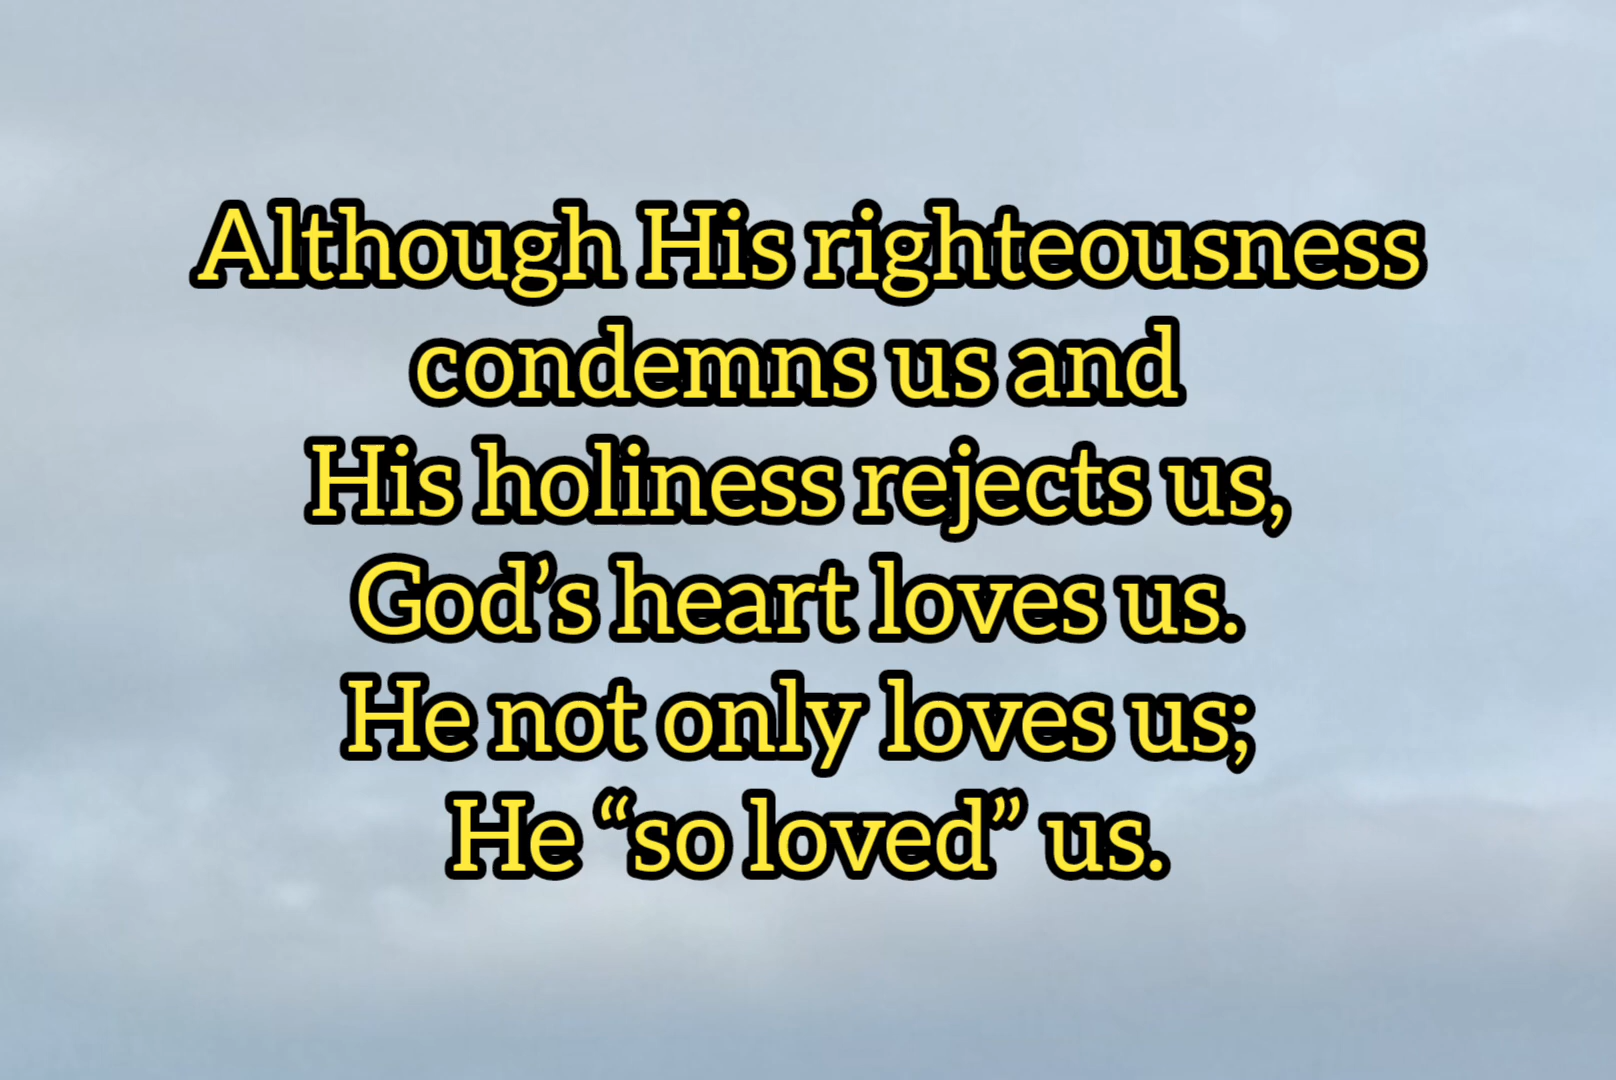 Although His righteousness
condemns us and
His holiness rejects us,
God’s heart loves us.
He not only loves us;
He “so loved” us.